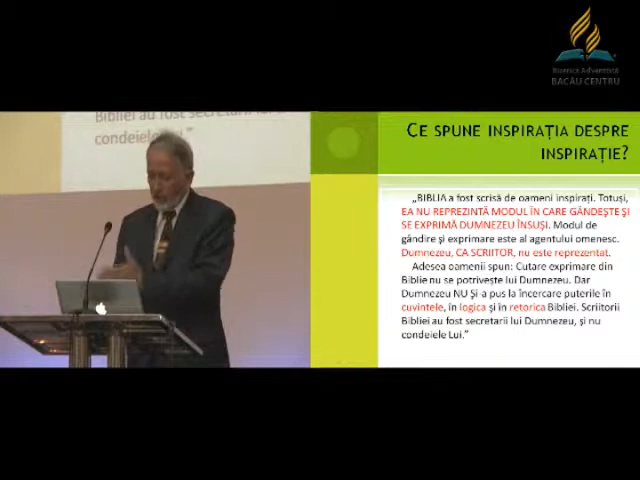 Biserica Adventistă
BACĂU CENTRU
Bibliei au fost secretarii lui
condeiele
CE SPUNE INSPIRAȚIA DESPRE
INSPIRAȚIE?
„BIBLIA a fost scrisă de oameni inspirați. Totuși,
EA NU REPREZINTĂ MODUL ÎN CARE GÂNDEȘTE ȘI
SE EXPRIMĂ DUMNEZEU ÎNSUȘI. Modul de
gândire și exprimare este al agentului omenesc.
Dumnezeu, CA SCRIITOR, nu este reprezentat.
Adesea oamenii spun: Cutare exprimare din
Biblie nu se potrivește lui Dumnezeu. Dar
Dumnezeu NU Și-a pus la încercare puterile în
cuvintele, în logica și în retorica Bibliei. Scriitorii
Bibliei au fost secretarii lui Dumnezeu, și nu
condeiele Lui.”